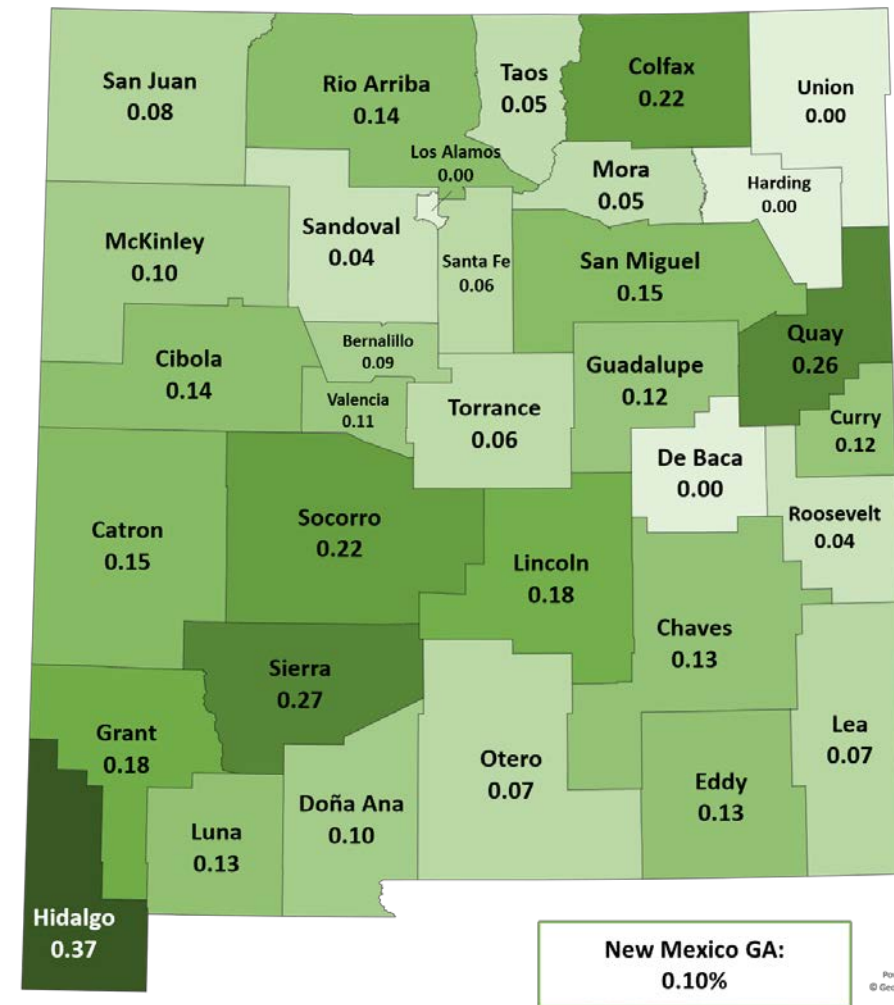 San Juan
0.08
Rio Arriba
0.14
Taos
0.05
Colfax
0.22
Union
0.00
Los Alamos
0.00
Mora
0.05
Harding
0.00
McKinley
0.10
Sandoval
0.04
Santa Fe
0.06
San Miguel
0.15
Quay
0.26
Cibola
0.14
Bernalillo
0.09
Valencia
0.11
Torrance
0.06
Guadalupe
0.12
Curry
0.12
De Baca
0.00
Roosevelt
0.04
Catron
0.15
Socorro
0.22
Lincoln
0.18
Chaves
0.13
Sierra
0.27
Grant
0.18
Otero
0.07
Lea
0.07
Eddy
0.13
Doña Ana
0.10
Luna
0.13
Hidalgo
0.37
New Mexico GA:
0.10%